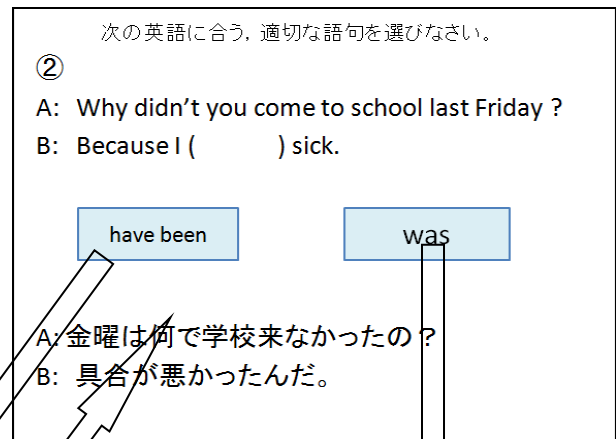 次の英語に合う，適切な語句を選びなさい。
②
A: Why didn't you come to school last Friday ?
B: Because I (　　　) sick.
have been　was
A: 金曜は何で学校来なかったの？
B: 具合が悪かったんだ。